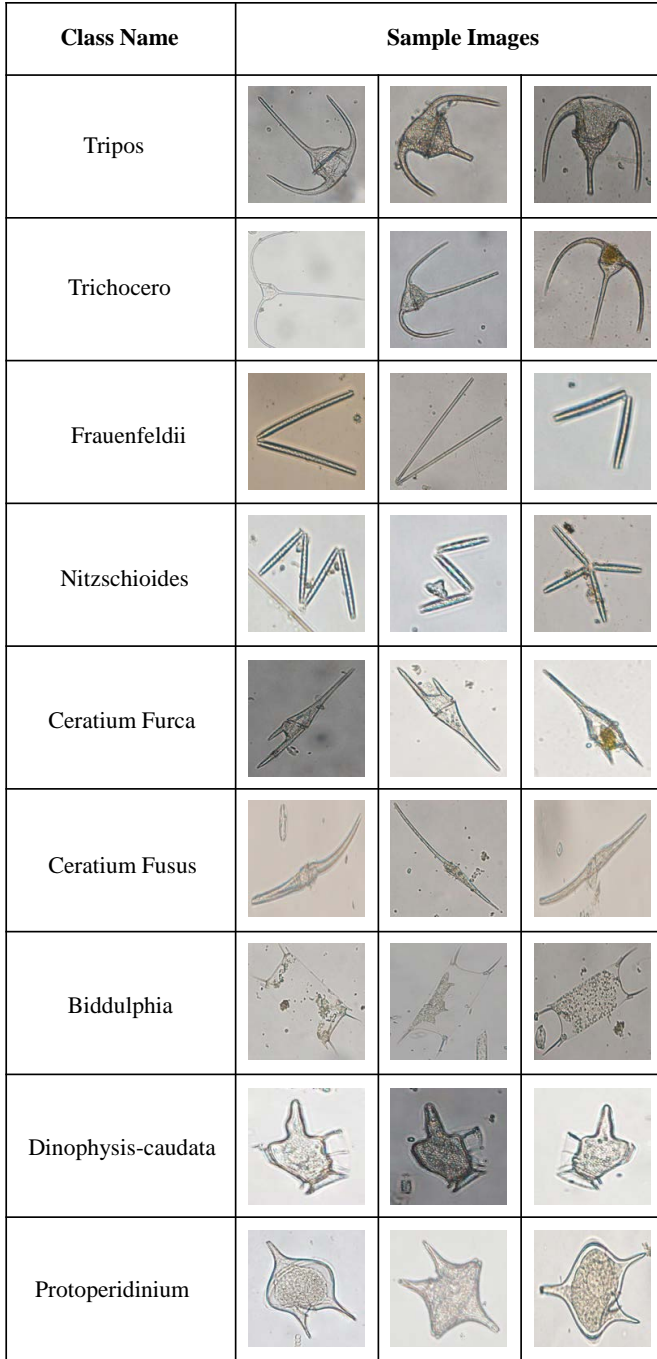 Class Name
Sample Images
Tripos
Trichocero
Frauenfeldii
Nitzschioides
Ceratium Furca
Ceratium Fusus
Biddulphia
Dinophysis-caudata
Protoperidinium